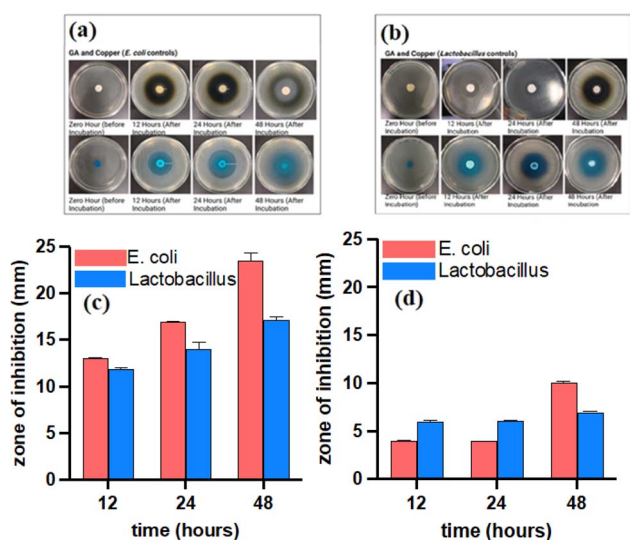 (a)
GA and Copper (E. coli controls)
Zero Hour (before Incubation)
12 Hours (After Incubation
24 Hours (After Incubation
48 Hours (After Incubation
Zero Hour (before Incubation)
12 Hours (After Incubation
24 Hours (After Incubation
48 Hours (After Incubation
(b)
GA and Copper (Lactobacillus controls)
Zero Hour (before Incubation)
12 Hours (After Incubation
24 Hours (After Incubation
48 Hours (After Incubation
Zero Hour (before Incubation)
12 Hours (After Incubation
24 Hours (After Incubation
48 Hours (After Incubation
(c)
E. coli
Lactobacillus
zone of inhibition (mm)
25
20
15
10
5
0
12
24
48
time (hours)
(d)
E. coli
Lactobacillus
zone of inhibition (mm)
25
20
15
10
5
0
12
24
48
time (hours)